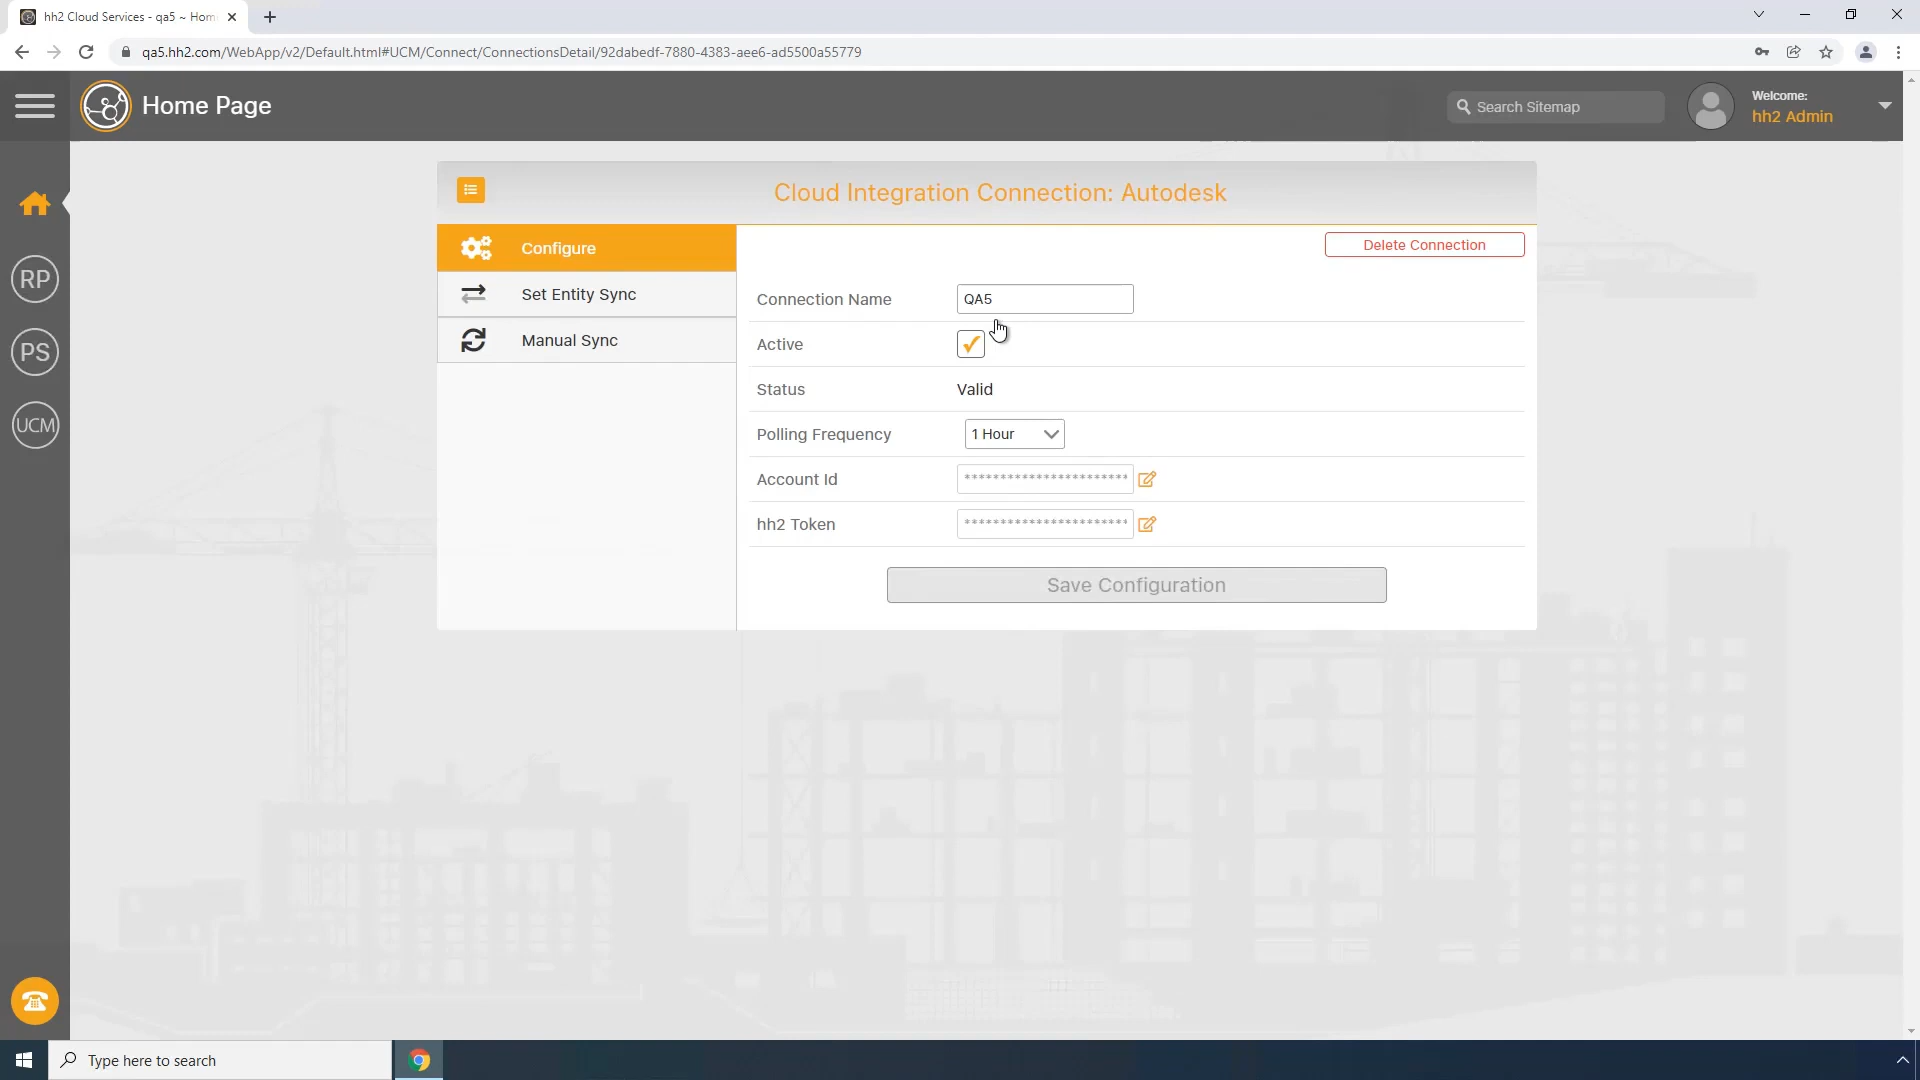 hh2 Cloud Services - qa5 ~ Hom
qa5.hh2.com/WebApp/v2/Default.html#UCM/Connect/ConnectionsDetail/92dabedf-7880-4383-aee6-ad5500a55779
Home Page
Search Sitemap
Welcome:
hh2 Admin
RP
PS
UCM
Cloud Integration Connection: Autodesk
Configure
Set Entity Sync
Manual Sync
Delete Connection
Connection Name QA5
Active
Status Valid
Polling Frequency 1 Hour
Account Id ************************
hh2 Token ************************
Save Configuration
Type here to search